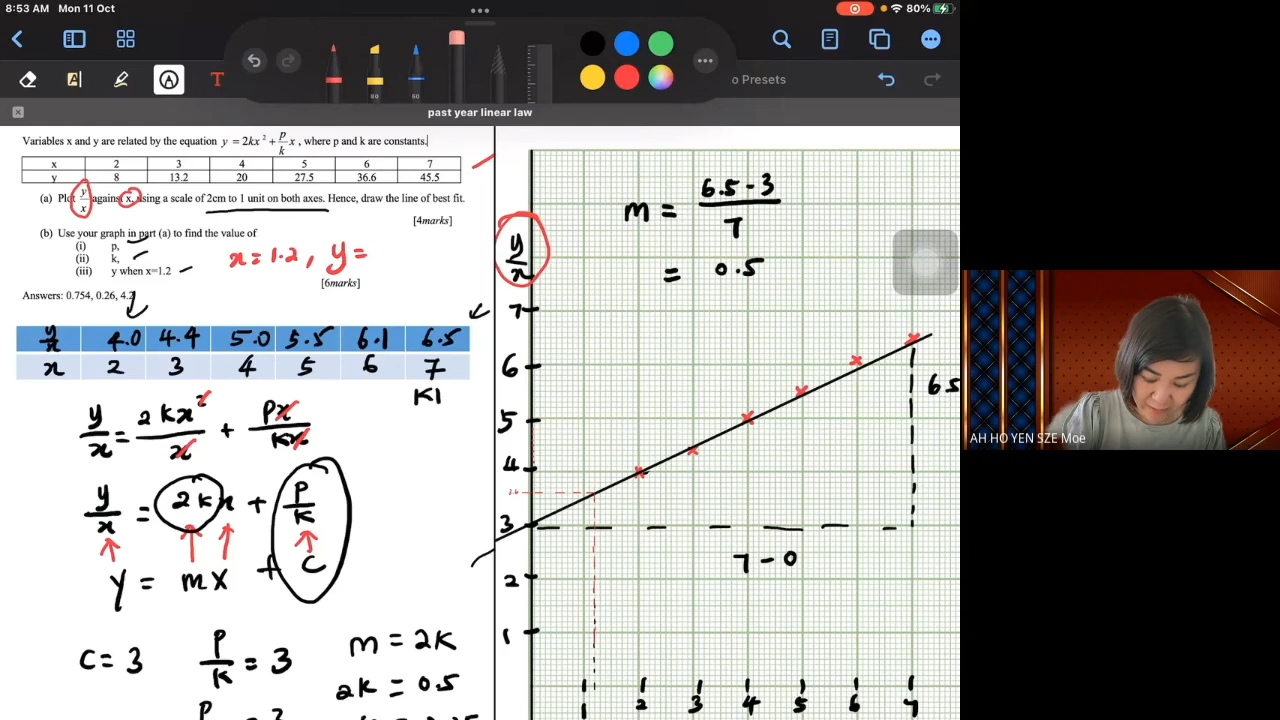 8:53 AM Mon 11 Oct
80%
T
80
60
o Presets
past year linear law
Variables x and y are related by the equation y = 2kx² + p/k x , where p and k are constants.
x 2 3 4 5 6 7
y 8 13.2 20 27.5 36.6 45.5
(a) Plot y/x against x, using a scale of 2cm to 1 unit on both axes. Hence, draw the line of best fit.
[4marks]
(b) Use your graph in part (a) to find the value of
(i) p,
(ii) k,
(iii) y when x=1.2
[6marks]
x = 1.2, y =
Answers: 0.754, 0.26, 4.2
y/x 4.0 4.4 5.0 5.5 6.1 6.5
x 2 3 4 5 6 7
K1
y/x = 2kx²/x + px/kx
y/x = 2kx + p/k
y = mX + C
C = 3 p/k = 3 m = 2k
2k = 0.5
m = 6.5 - 3 / 7
= 0.5
y/x
7
6
5
4
3
2
1
6.5
7 - 0
1 2 3 4 5 6 7
AH HO YEN SZE Moe